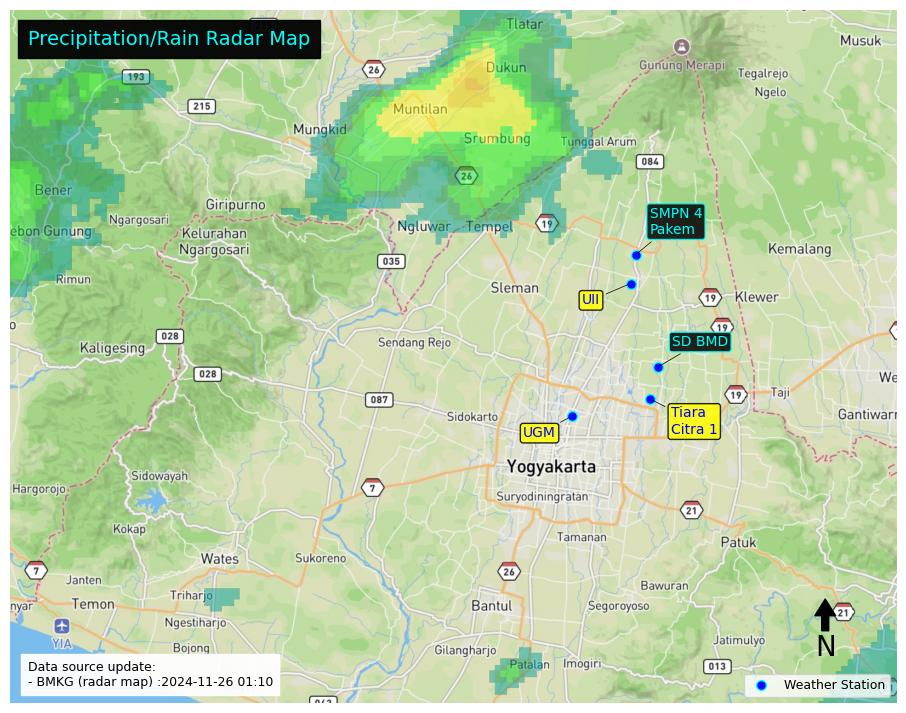 Precipitation/Rain Radar Map
Tlatar
Musuk
26
Dukun
Gunung Merapi
Tegalrejo
193
Ngelo
215
Muntilan
Mungkid
Srumbung
Tunggal Arum
084
26
Bener
Giripurno
SMPN 4
Pakem
Ngargosari
Ngluwar
Tempel
19
ebon Gunung
Kelurahan
Ngargosari
Kemalang
035
Rimun
Sleman
UII
19
Klewer
19
028
SD BMD
Kaligesing
Sendang Rejo
028
We
Taji
19
087
Tiara
Citra 1
Sidokarto
Gantiwarn
UGM
Yogyakarta
Sidowayah
Hargorojo
7
Suryodiningratan
21
Kokap
Tamanan
Patuk
Wates
Sukoreno
7
26
Janten
Bawuran
Triharjo
nyar
Temon
Bantul
Segoroyoso
21
Ngestiharjo
YIA
Jatimulyo
N
Bojong
Gilangharjo
Patalan
Imogiri
013
Data source update:
- BMKG (radar map) :2024-11-26 01:10
Weather Station